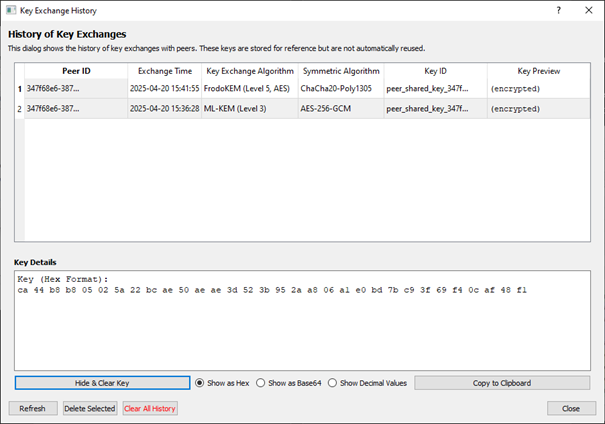 Key Exchange History
?
History of Key Exchanges
This dialog shows the history of key exchanges with peers. These keys are stored for reference but are not automatically reused.
Peer ID Exchange Time Key Exchange Algorithm Symmetric Algorithm Key ID Key Preview
1 347f68e6-387... 2025-04-20 15:41:55 FrodoKEM (Level 5, AES) ChaCha20-Poly1305 peer_shared_key_347f... (encrypted)
2 347f68e6-387... 2025-04-20 15:36:28 ML-KEM (Level 3) AES-256-GCM peer_shared_key_347f... (encrypted)
Key Details
Key (Hex Format):
ca 44 b8 b8 05 02 5a 22 bc ae 50 ae ae 3d 52 3b 95 2a a8 06 a1 e0 bd 7b c9 3f 69 f4 0c af 48 f1
Hide & Clear Key Show as Hex Show as Base64 Show Decimal Values Copy to Clipboard
Refresh Delete Selected Clear All History Close